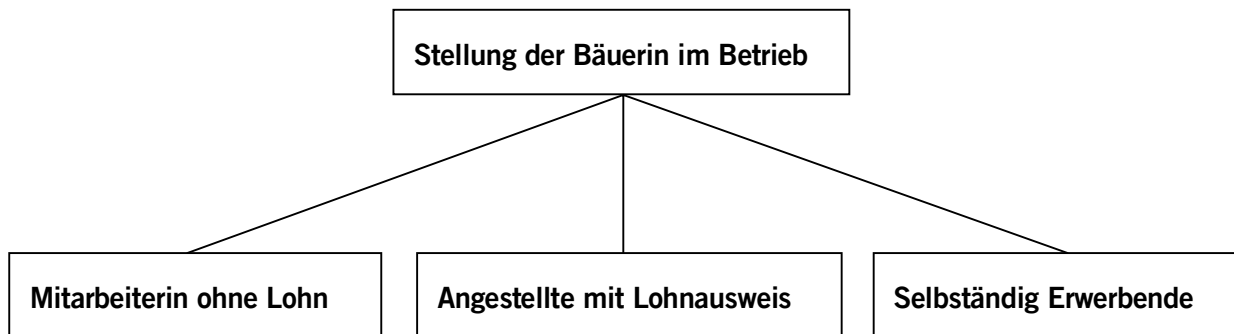 Stellung der Bäuerin im Betrieb
Mitarbeiterin ohne Lohn
Angestellte mit Lohnausweis
Selbständig Erwerbende